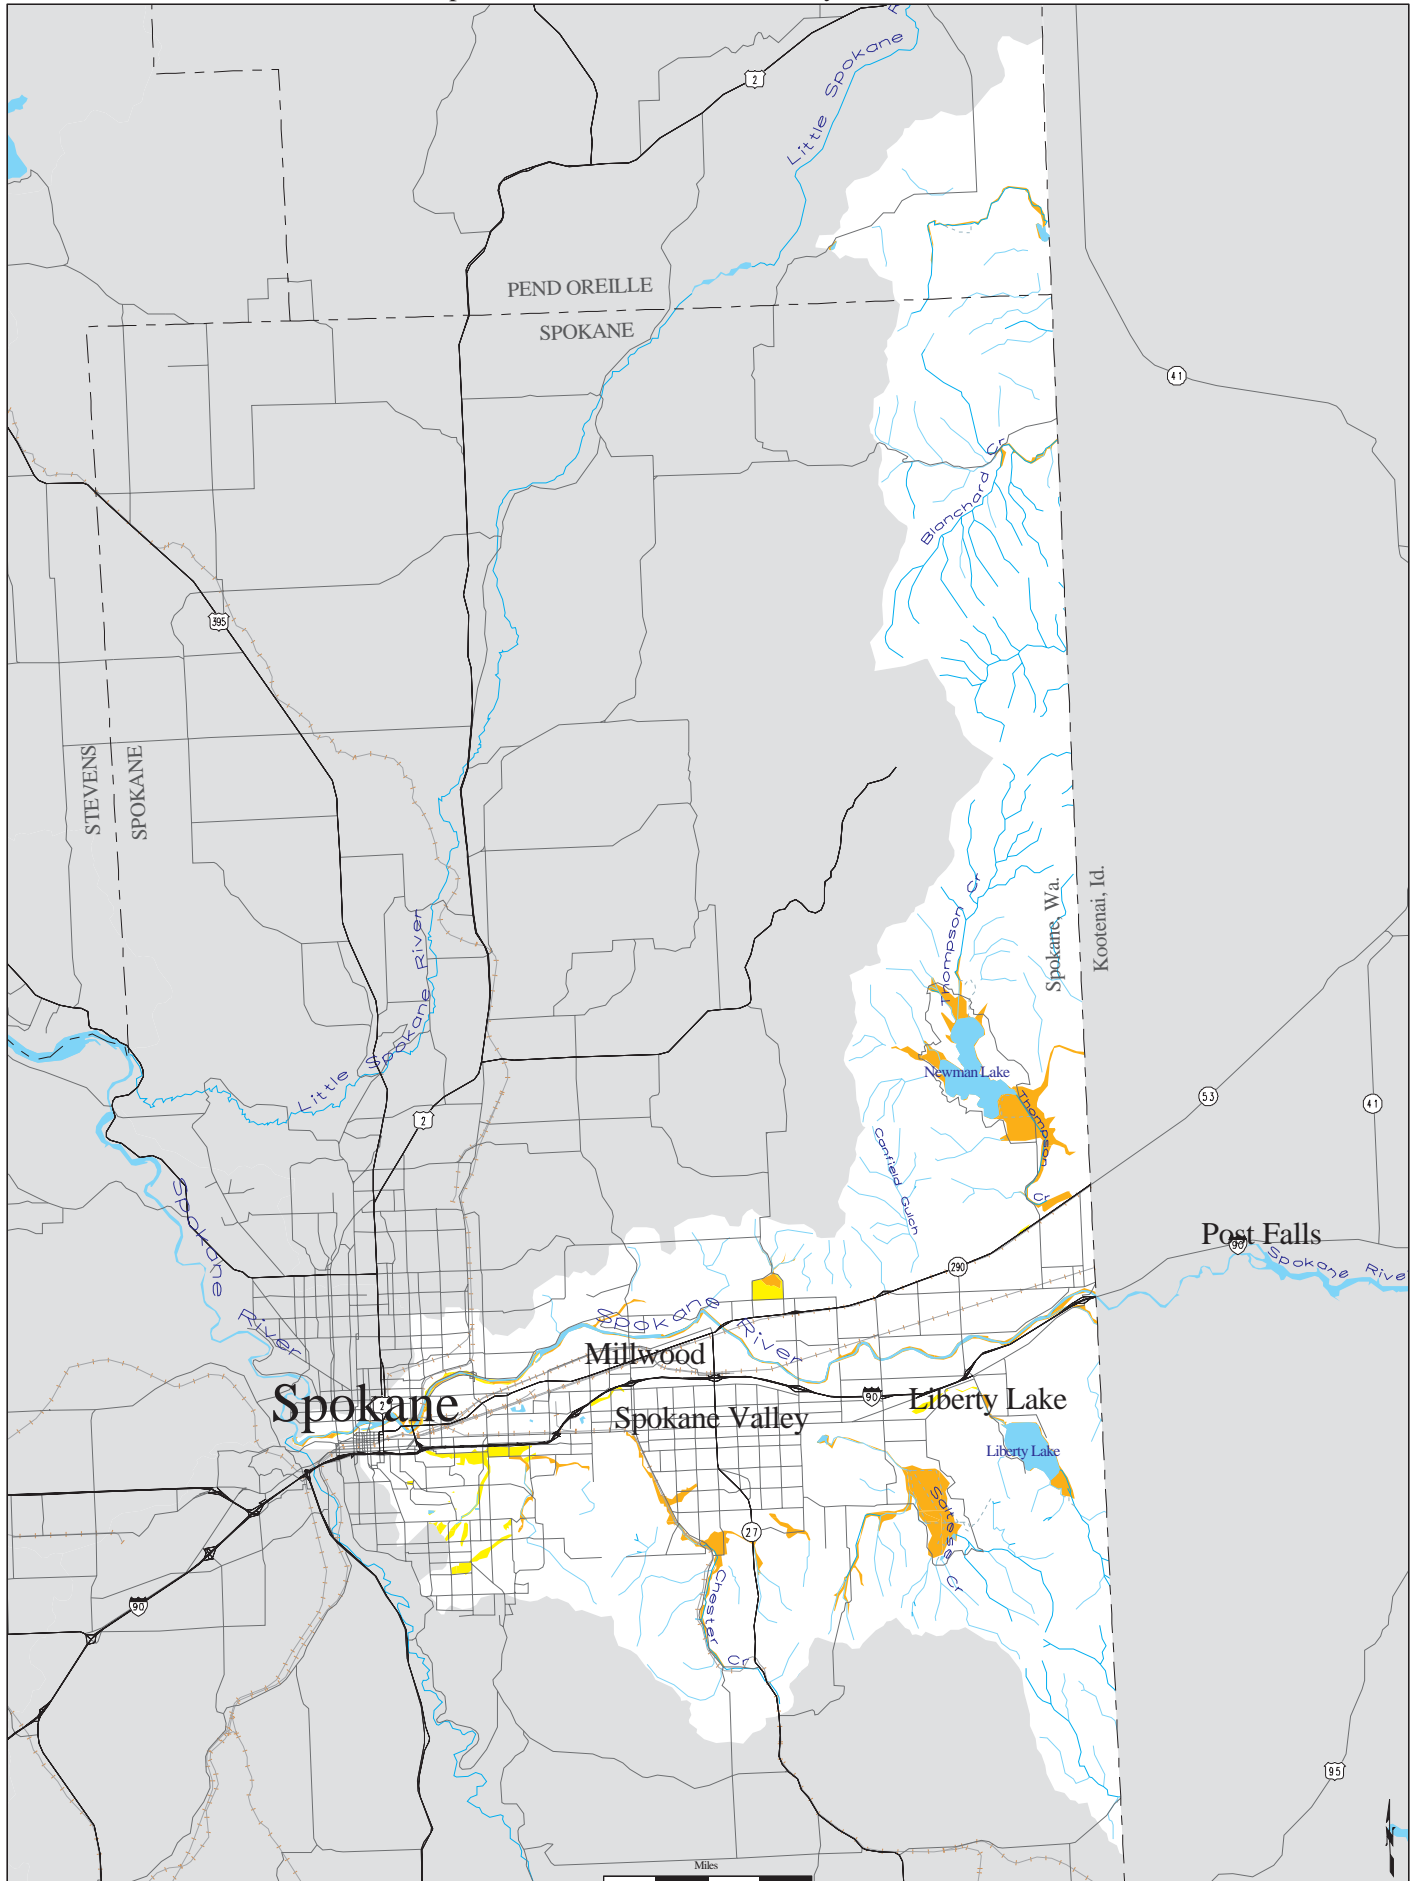 Little Spokane
2
PEND OREILLE
SPOKANE
41
Blanchard Cr
395
STEVENS
SPOKANE
Thompson Cr
Spokane, Wa.
Kootenai, Id.
Little Spokane River
Newman Lake
Thompson
Cr
53
41
2
Canfield Gulch
Spokane
River
Post Falls
90
Spokane River
290
Spokane
River
Millwood
Spokane
2
90
Liberty Lake
Spokane Valley
Liberty Lake
Saltese Cr
27
Chester
Cr
90
95
Miles
N